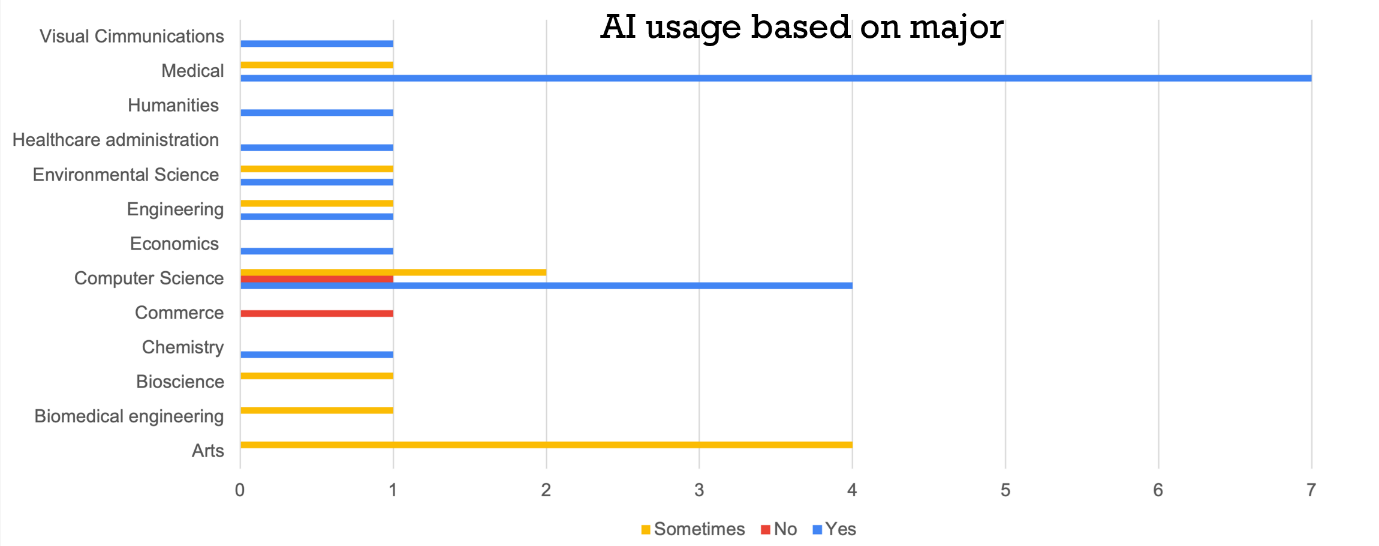 AI usage based on major
Visual Cimmunications
Medical
Humanities
Healthcare administration
Environmental Science
Engineering
Economics
Computer Science
Commerce
Chemistry
Bioscience
Biomedical engineering
Arts
0 1 2 3 4 5 6 7
Sometimes No Yes